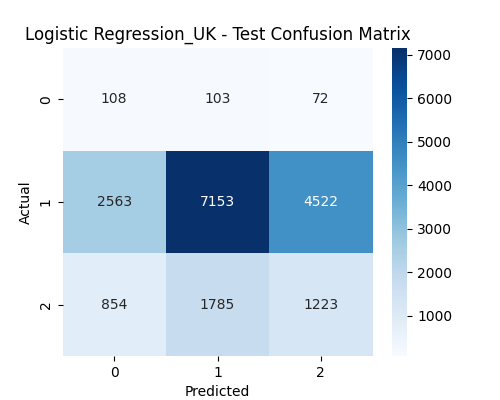 Logistic Regression_UK - Test Confusion Matrix
0 108 103 72
1 2563 7153 4522
2 854 1785 1223
0 1 2
Predicted
Actual
7000
6000
5000
4000
3000
2000
1000